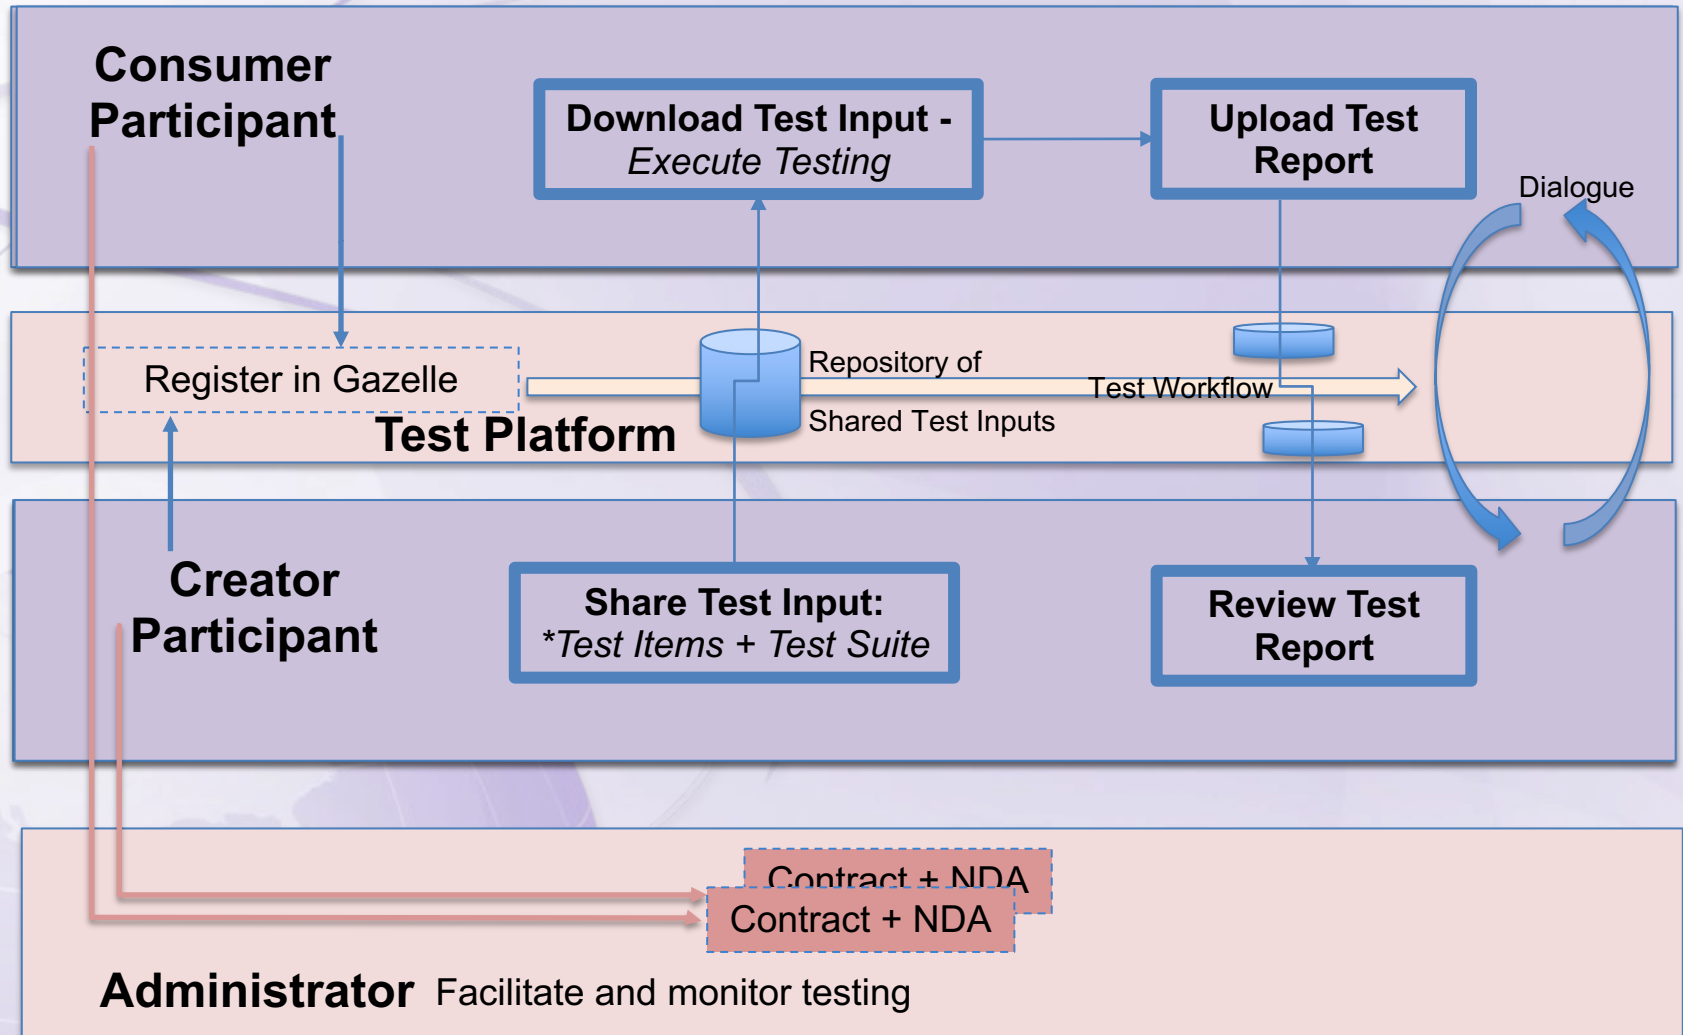 Consumer
Participant
Download Test Input -
Execute Testing
Upload Test
Report
Dialogue
Register in Gazelle
Test Platform
Repository of
Shared Test Inputs
Test Workflow
Creator
Participant
Share Test Input:
*Test Items + Test Suite
Review Test
Report
Contract + NDA
Contract + NDA
Administrator Facilitate and monitor testing